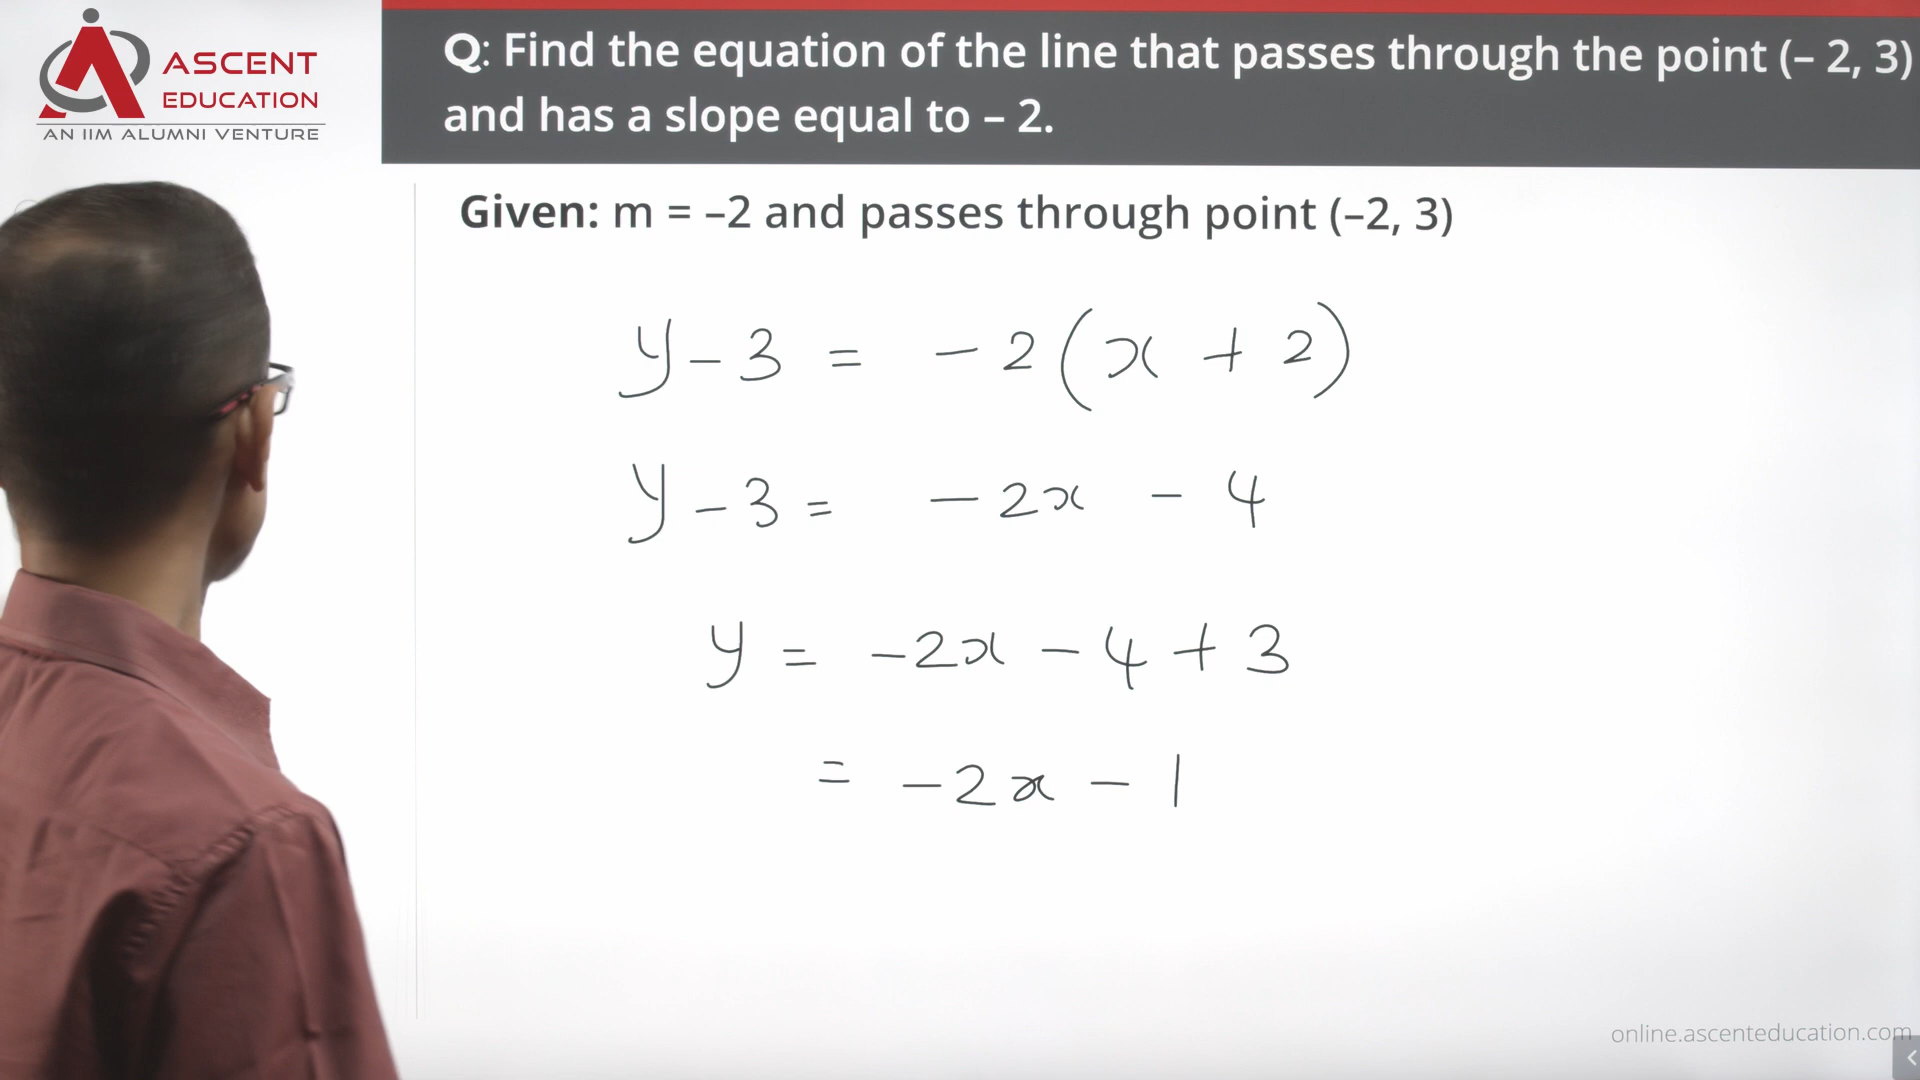 ASCENT
EDUCATION
AN IIM ALUMNI VENTURE
Q: Find the equation of the line that passes through the point (– 2, 3)
and has a slope equal to – 2.
Given: m = –2 and passes through point (–2, 3)
y - 3 = - 2 ( x + 2 )
y - 3 = - 2x - 4
y = - 2x - 4 + 3
= - 2x - 1
online.ascenteducation.com
<